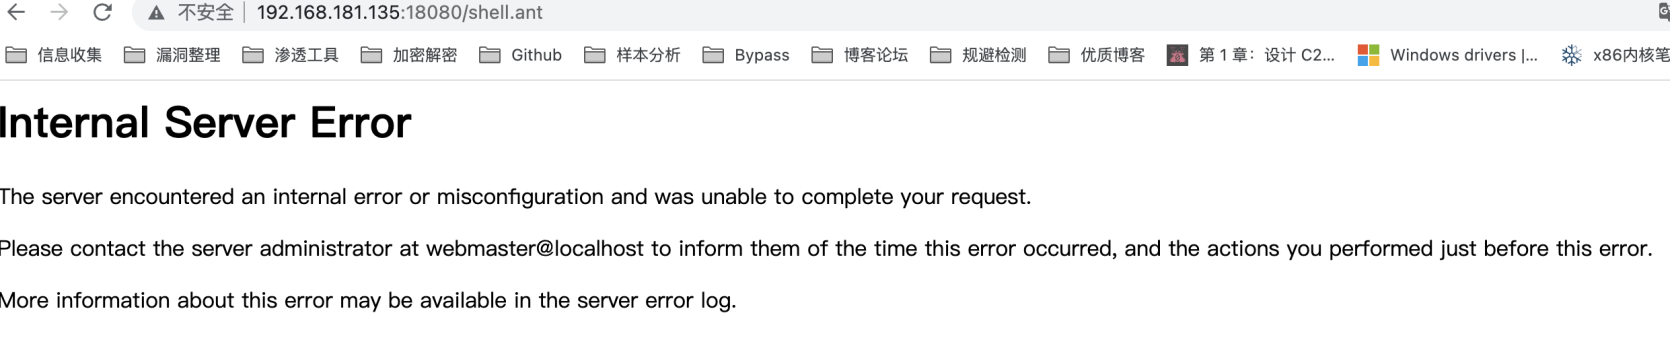 不安全 192.168.181.135:18080/shell.ant
信息收集 漏洞整理 渗透工具 加密解密 Github 样本分析 Bypass 博客论坛 规避检测 优质博客 第 1 章：设计 C2... Windows drivers |... x86内核笔
Internal Server Error
The server encountered an internal error or misconfiguration and was unable to complete your request.
Please contact the server administrator at webmaster@localhost to inform them of the time this error occurred, and the actions you performed just before this error.
More information about this error may be available in the server error log.